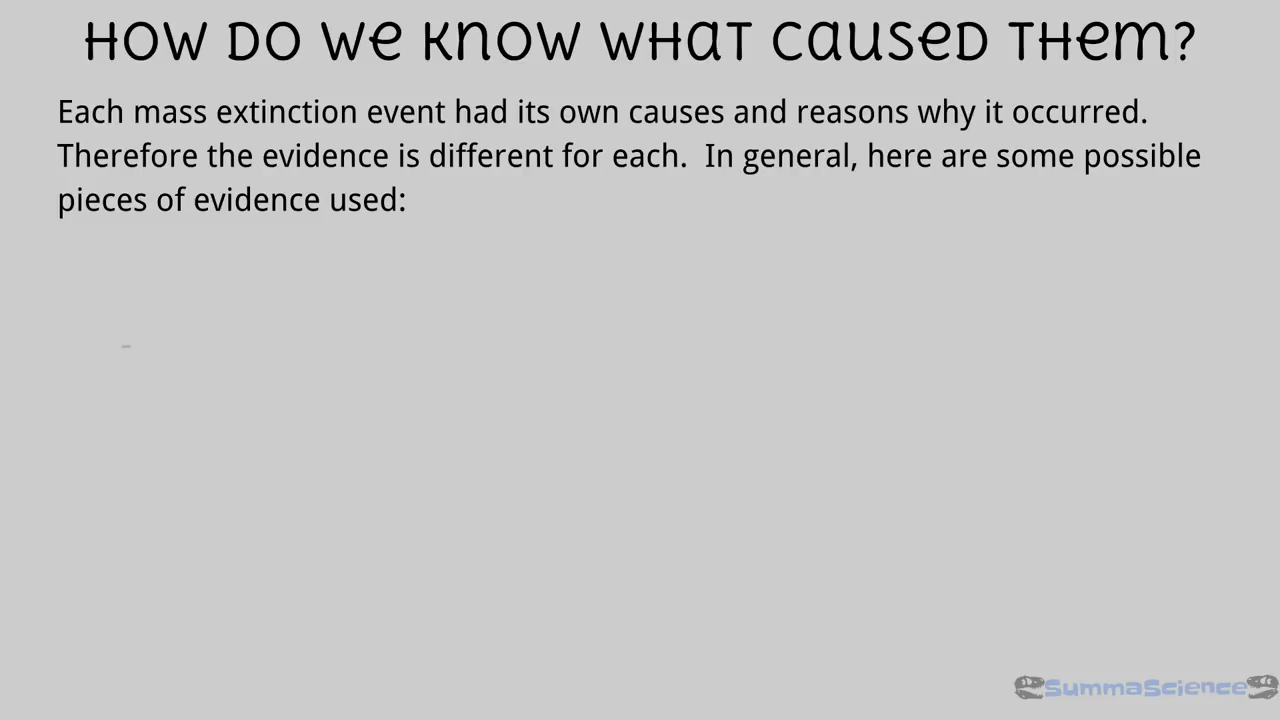 How do we know what caused them?
Each mass extinction event had its own causes and reasons why it occurred.
Therefore the evidence is different for each.  In general, here are some possible
pieces of evidence used:
-
SummaScience